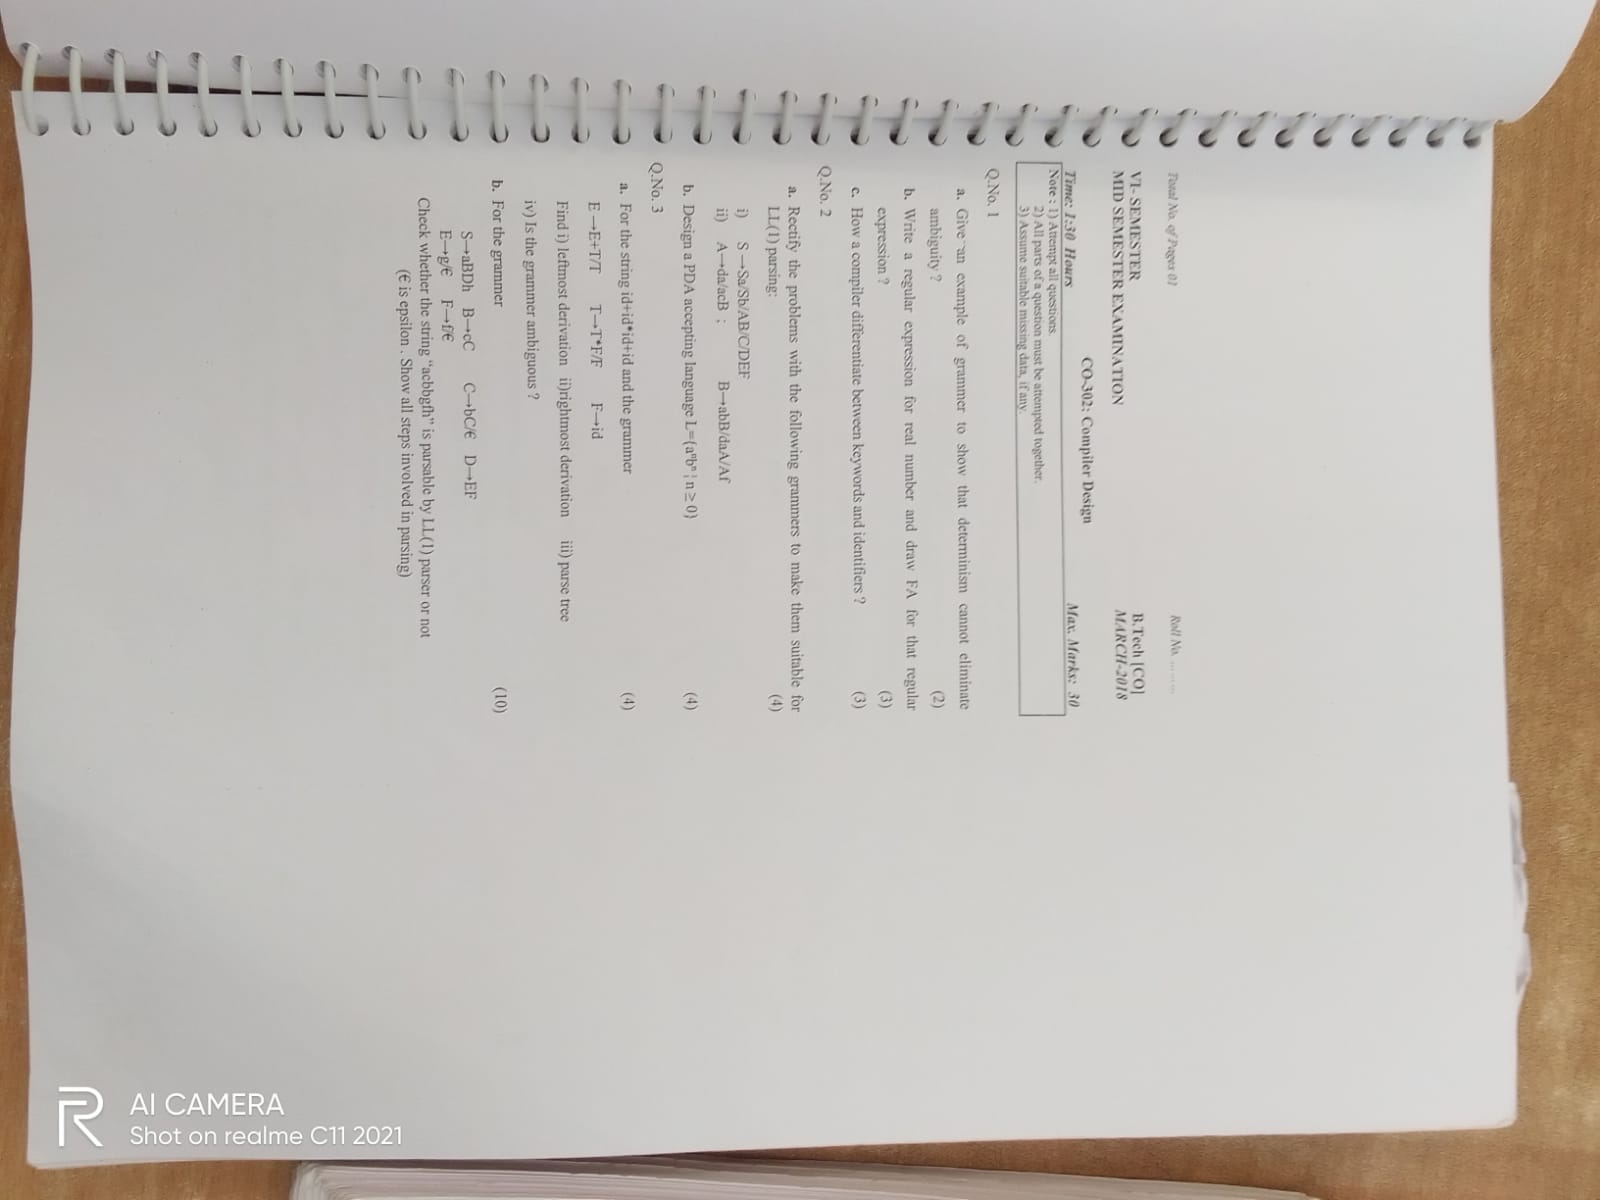 Total No. of Pages 01
Roll No. .........
VI- SEMESTER
B.Tech [CO]
MID SEMESTER EXAMINATION
MARCH-2018
CO-302: Compiler Design
Time: 1:30 Hours
Max. Marks: 30
Note : 1) Attempt all questions.
2) All parts of a question must be attempted together.
3) Assume suitable missing data, if any.
Q.No. 1
a. Give an example of grammer to show that determinism cannot eliminate
ambiguity ? (2)
b. Write a regular expression for real number and draw FA for that regular
expression ? (3)
c. How a compiler differentiate between keywords and identifiers ? (3)
Q.No. 2
a. Rectify the problems with the following grammers to make them suitable for
LL(1) parsing: (4)
i) S→Sa/Sb/AB/C/DEF
ii) A→da/acB ; B→abB/daA/Af
b. Design a PDA accepting language L={aⁿbⁿ ¦ n ≥ 0} (4)
Q.No. 3
a. For the string id+id*id+id and the grammer (4)
E→E+T/T T→T*F/F F→id
Find i) leftmost derivation ii)rightmost derivation iii) parse tree
iv) Is the grammer ambiguous ?
b. For the grammer (10)
S→aBDh B→cC C→bC/€ D→EF
E→g/€ F→f/€
Check whether the string “acbbgfh” is parsable by LL(1) parser or not
(€ is epsilon . Show all steps involved in parsing)
AI CAMERA
Shot on realme C11 2021